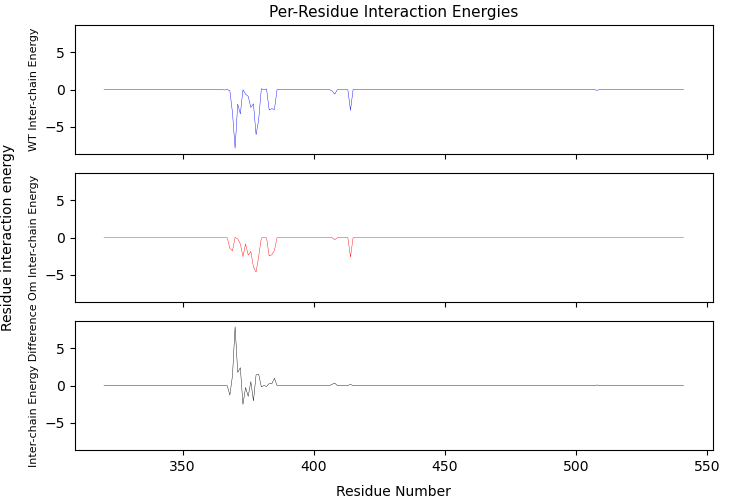 Per-Residue Interaction Energies
Residue interaction energy
WT Inter-chain Energy
5
0
−5
Om Inter-chain Energy
5
0
−5
Inter-chain Energy Difference
5
0
−5
350
400
450
500
550
Residue Number